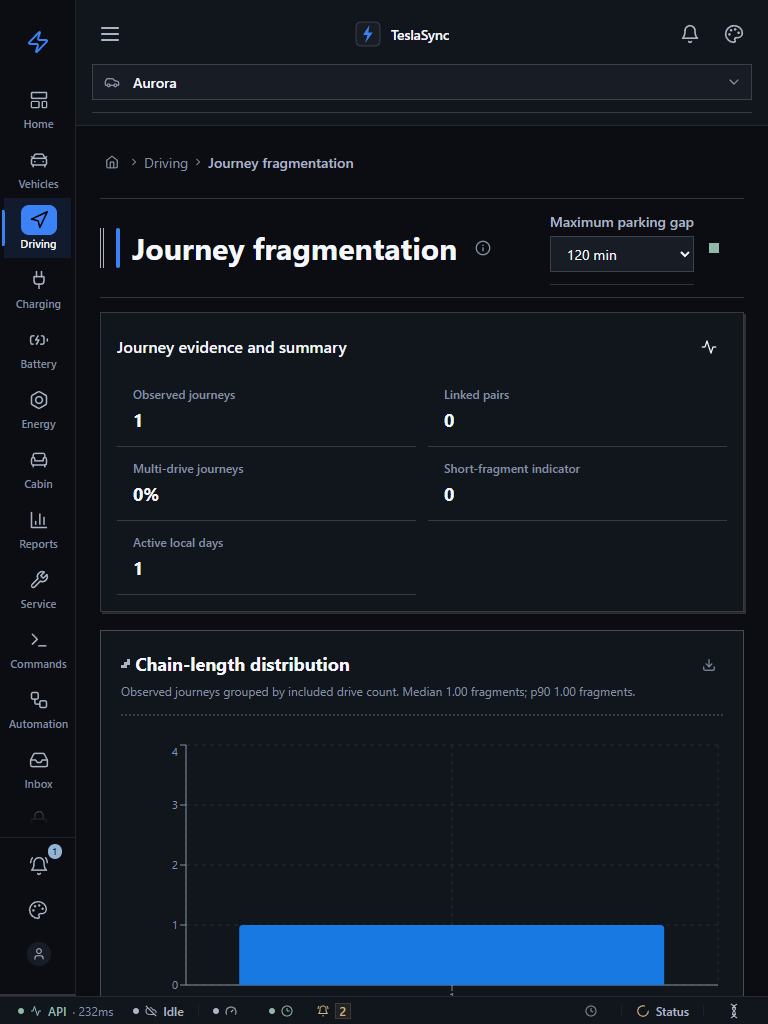 TeslaSync
Aurora
Home
Vehicles
Driving
Charging
Battery
Energy
Cabin
Reports
Service
Commands
Automation
Inbox
1
Driving
Journey fragmentation
Journey fragmentation
Maximum parking gap
120 min
Journey evidence and summary
Observed journeys
1
Linked pairs
0
Multi-drive journeys
0%
Short-fragment indicator
0
Active local days
1
Chain-length distribution
Observed journeys grouped by included drive count. Median 1.00 fragments; p90 1.00 fragments.
4
3
2
1
0
API · 232ms
Idle
2
Status